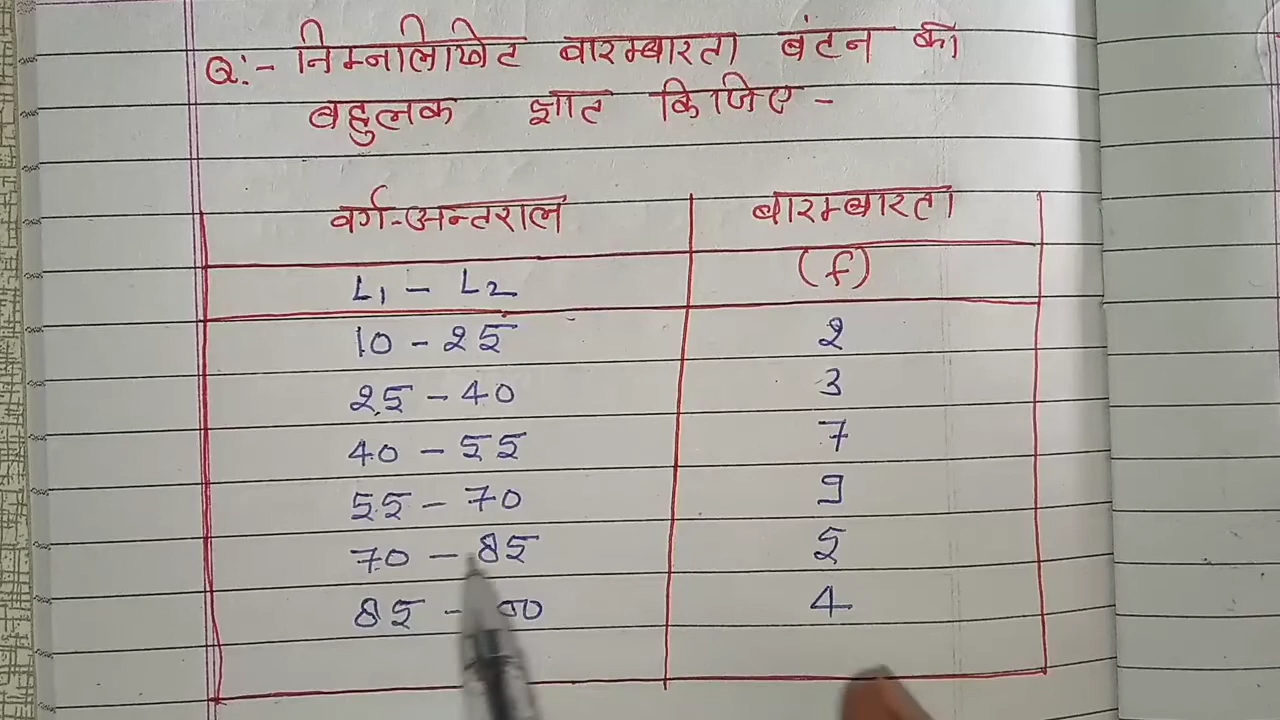 Q:- निम्नलिखित बारम्बारता बंटन का
बहुलक ज्ञात किजिए -
वर्ग-अन्तराल बारम्बारता
L₁ - L₂ (f)
10 - 25 2
25 - 40 3
40 - 55 7
55 - 70 9
70 - 85 5
85 - 4